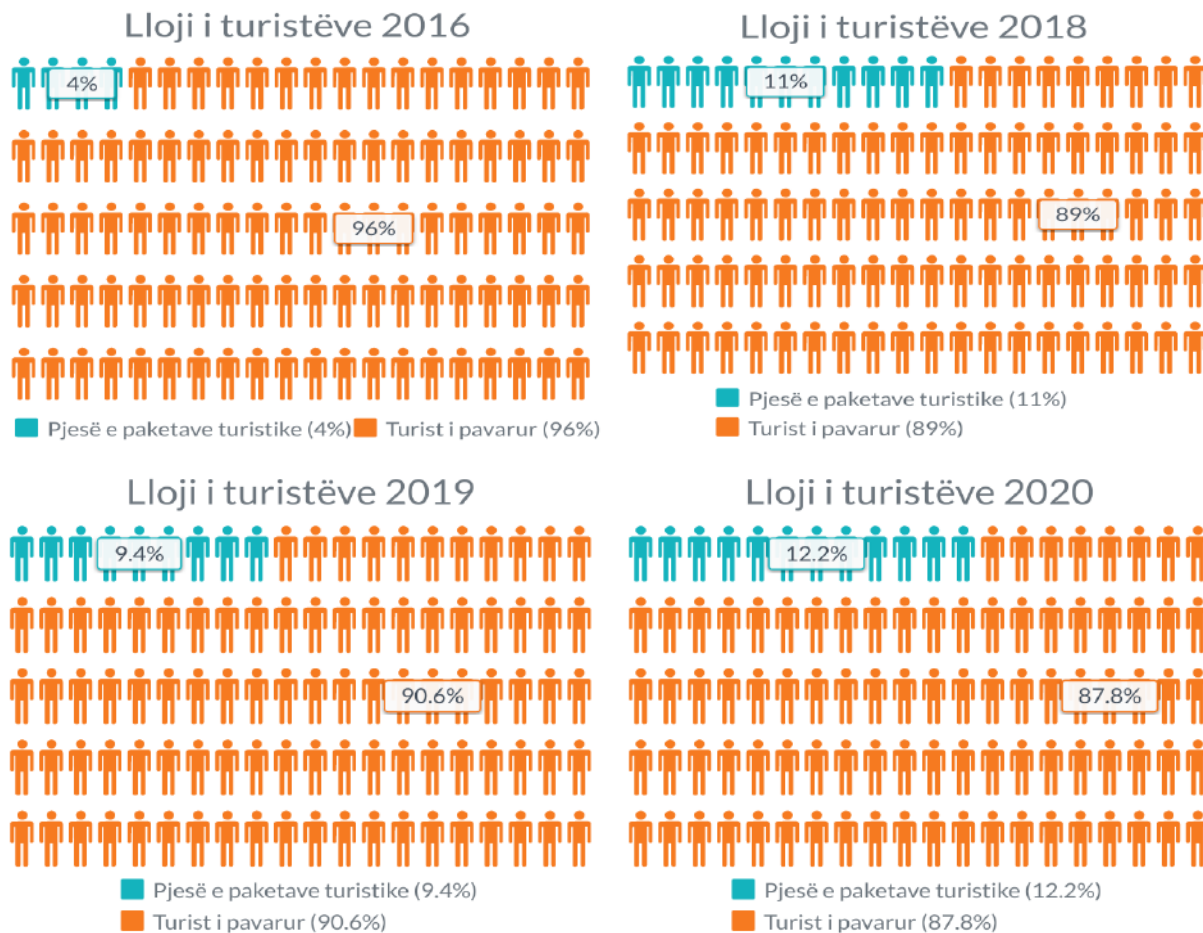 Lloji i turistëve 2016
4%
96%
Pjesë e paketave turistike (4%) Turist i pavarur (96%)
Lloji i turistëve 2018
11%
89%
Pjesë e paketave turistike (11%)
Turist i pavarur (89%)
Lloji i turistëve 2019
9.4%
90.6%
Pjesë e paketave turistike (9.4%)
Turist i pavarur (90.6%)
Lloji i turistëve 2020
12.2%
87.8%
Pjesë e paketave turistike (12.2%)
Turist i pavarur (87.8%)